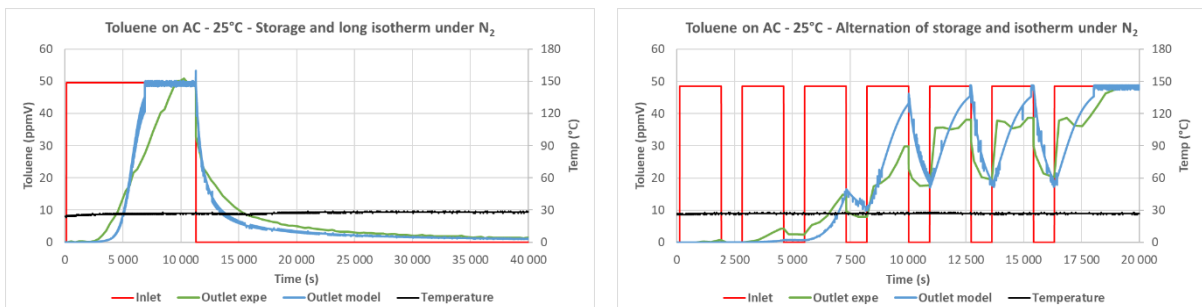 Toluene on AC - 25°C - Storage and long isotherm under N₂
60
50
40
30
20
10
0
Toluene (ppmV)
180
150
120
90
60
30
0
Temp (°C)
0
5 000
10 000
15 000
20 000
25 000
30 000
35 000
40 000
Time (s)
Inlet
Outlet expe
Outlet model
Temperature
Toluene on AC - 25°C - Alternation of storage and isotherm under N₂
60
50
40
30
20
10
0
Toluene (ppmV)
180
150
120
90
60
30
0
Temp (°C)
0
2 500
5 000
7 500
10 000
12 500
15 000
17 500
20 000
Time (s)
Inlet
Outlet expe
Outlet model
Temperature